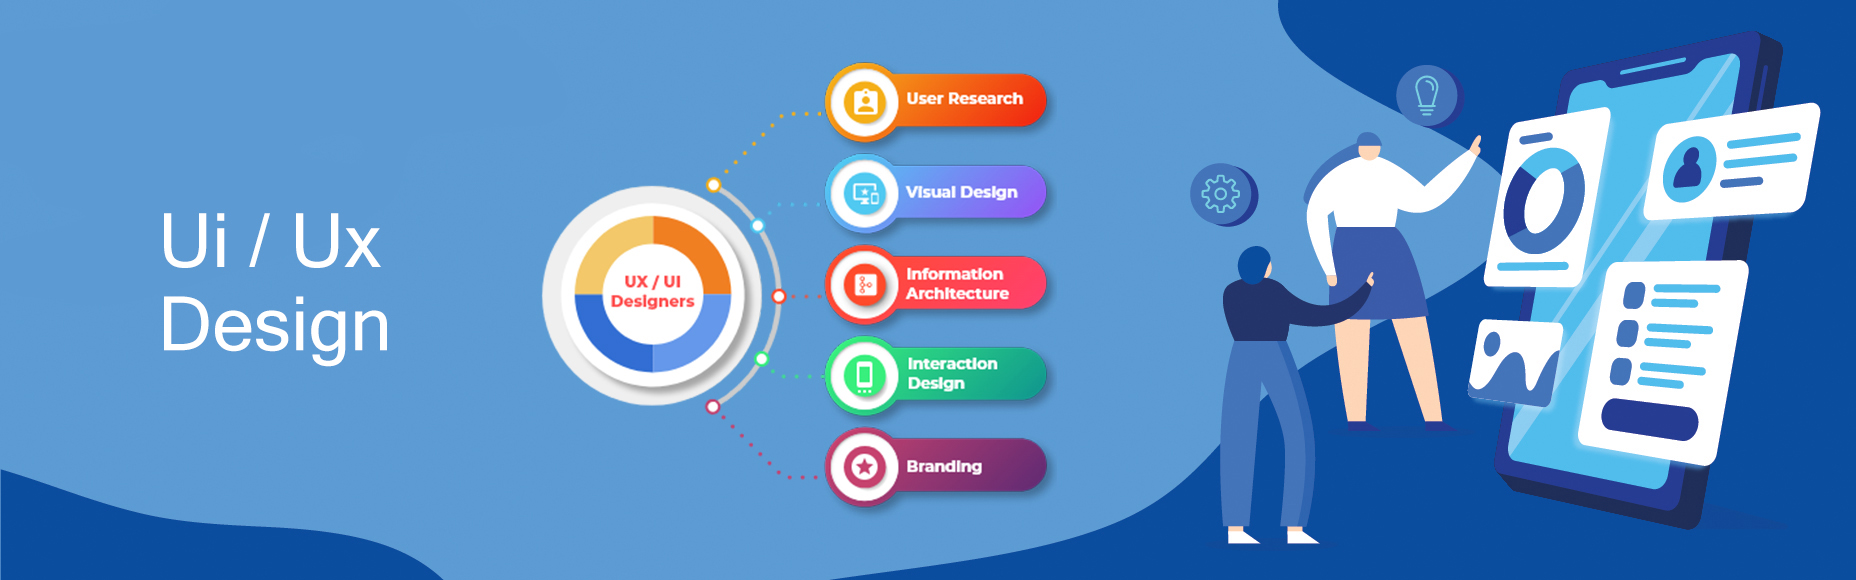 Ui / Ux
Design
UX / UI
Designers
User Research
Visual Design
Information
Architecture
Interaction
Design
Branding